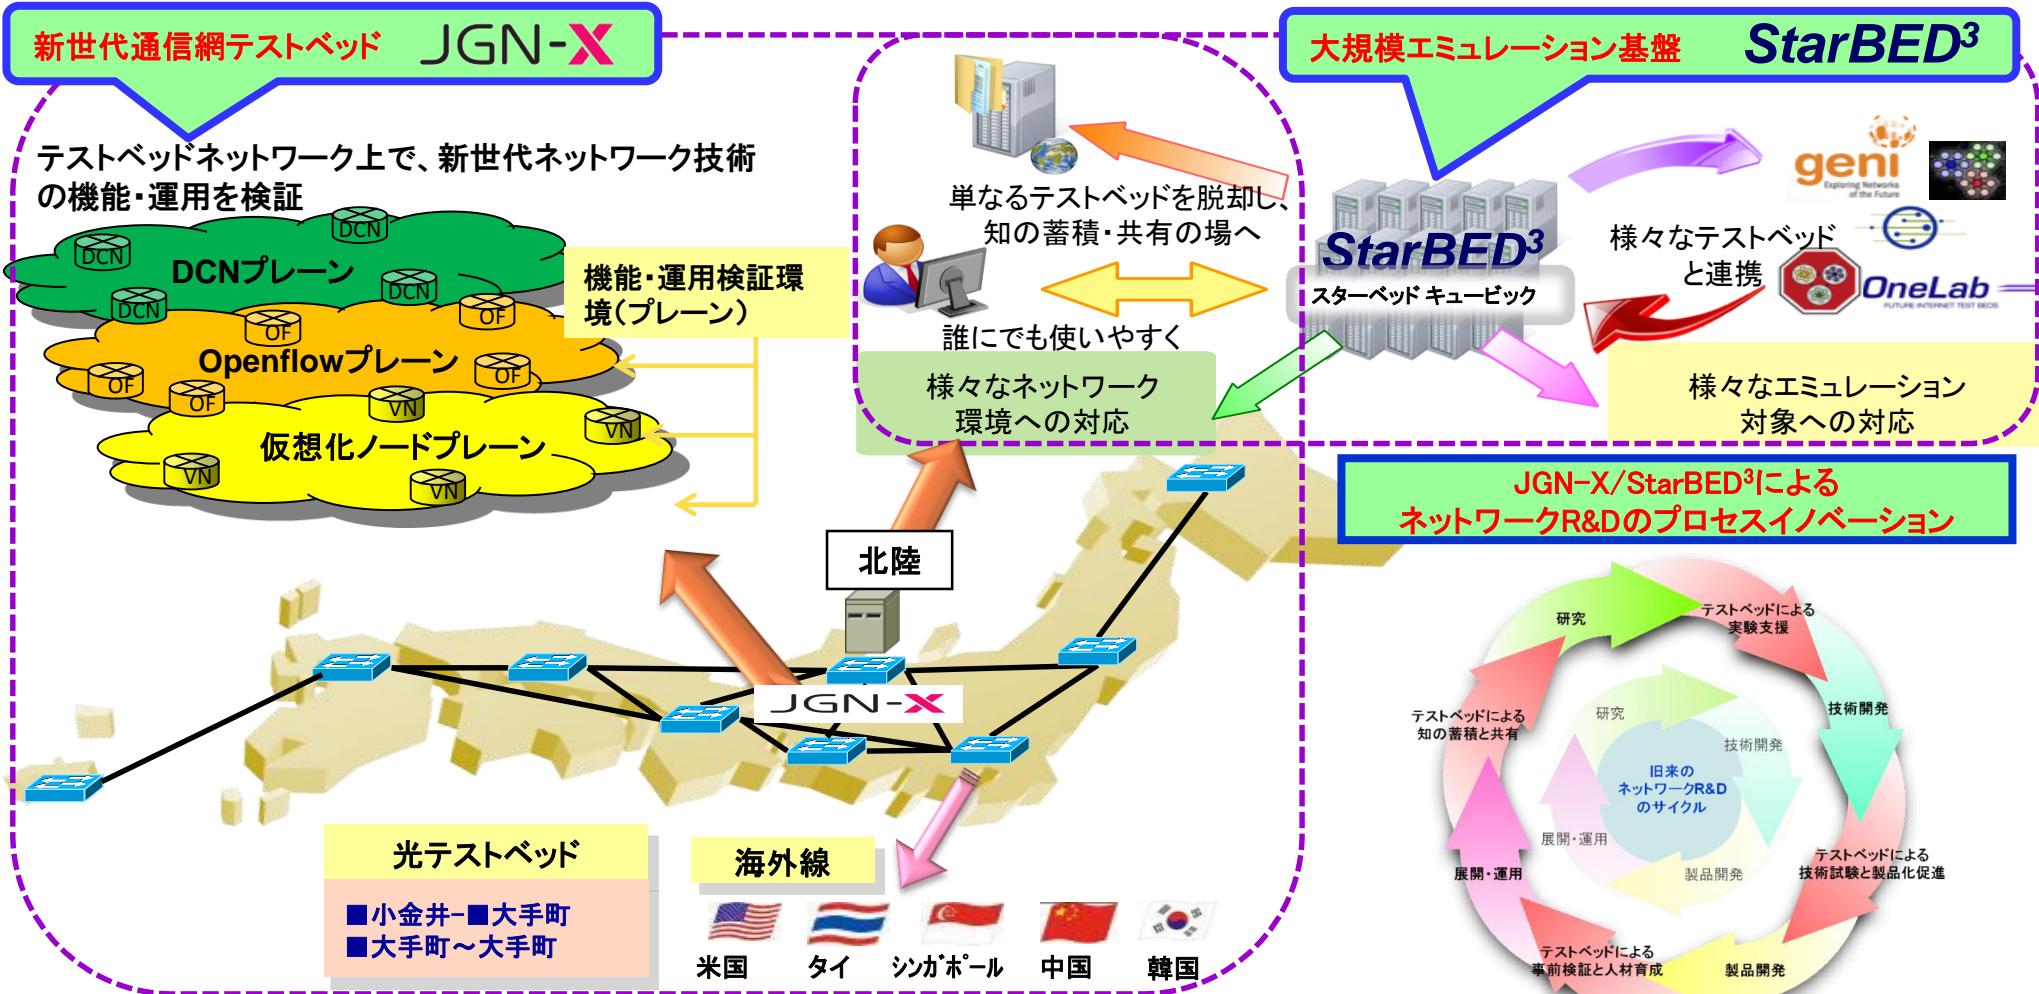 新世代通信網テストベッド JGN-X
大規模エミュレーション基盤 StarBED3
テストベッドネットワーク上で、新世代ネットワーク技術
の機能・運用を検証
DCN
DCN
DCN
DCN
DCNプレーン
OF
OF
OF
OF
OF
Openflowプレーン
VN
VN
VN
VN
仮想化ノードプレーン
機能・運用検証環
境(プレーン)
単なるテストベッドを脱却し、
知の蓄積・共有の場へ
誰にでも使いやすく
様々なネットワーク
環境への対応
StarBED3
スターベッド キュービック
geni
Exploring Networks
of the Future
様々なテストベッド
と連携
OneLab
FUTURE INTERNET TEST BEDS
様々なエミュレーション
対象への対応
JGN-X/StarBED3による
ネットワークR&Dのプロセスイノベーション
北陸
JGN-X
光テストベッド
■小金井-■大手町
■大手町～大手町
海外線
米国
タイ
シンガポール
中国
韓国
研究
テストベッドによる
実験支援
技術開発
テストベッドによる
技術試験と製品化促進
製品開発
テストベッドによる
事前検証と人材育成
展開・運用
テストベッドによる
知の蓄積と共有
研究
技術開発
製品開発
展開・運用
旧来の
ネットワークR&D
のサイクル